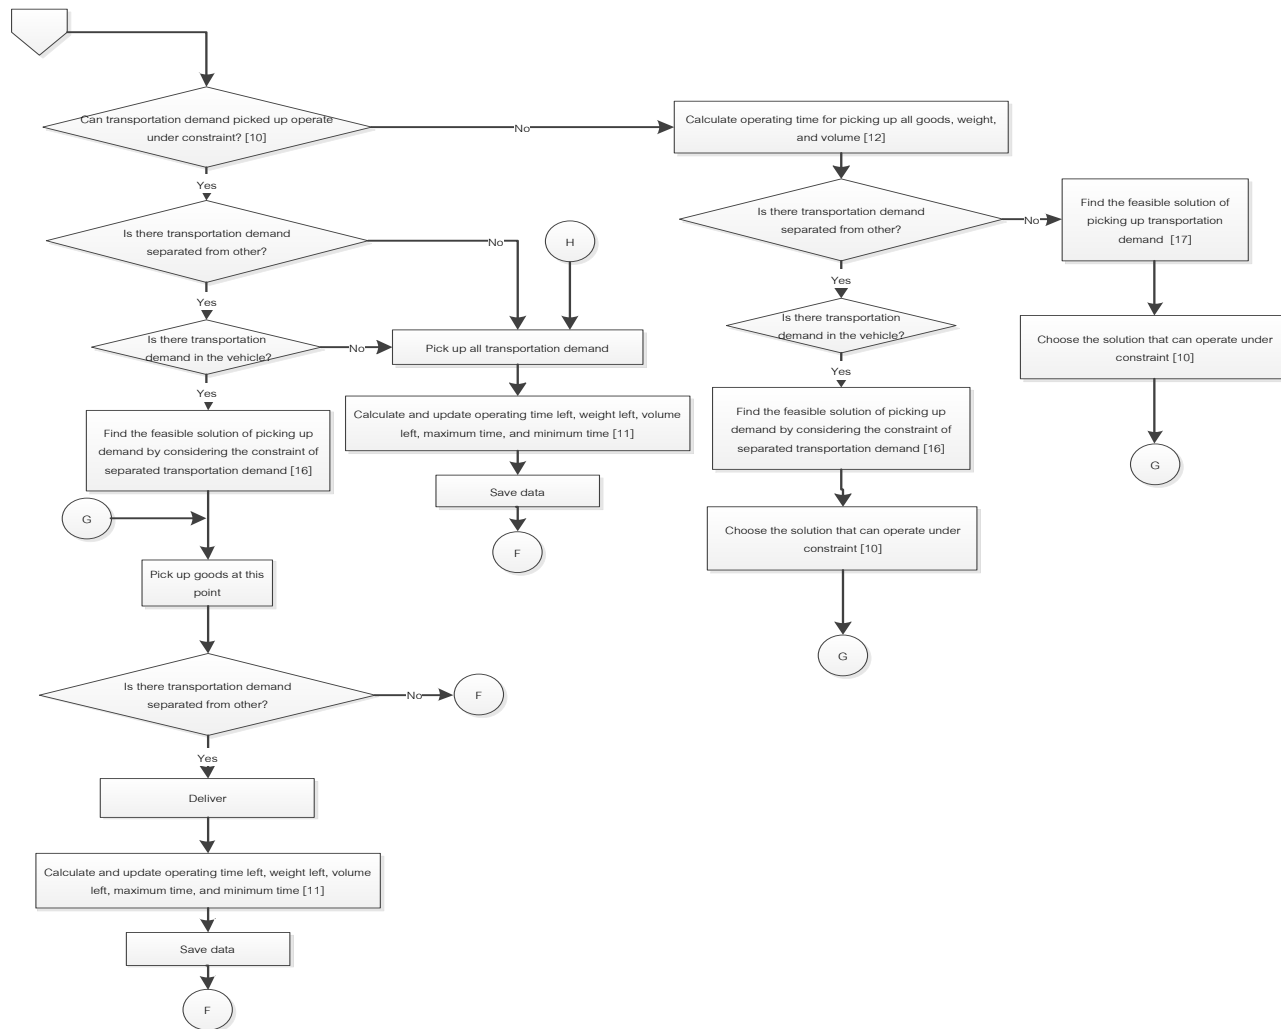 Can transportation demand picked up operate
under constraint? [10]
No
Calculate operating time for picking up all goods, weight,
and volume [12]
Yes
Is there transportation demand
separated from other?
No
H
Yes
Is there transportation
demand in the vehicle?
No
Pick up all transportation demand
Yes
Calculate and update operating time left, weight left, volume
left, maximum time, and minimum time [11]
Save data
F
Find the feasible solution of picking up
demand by considering the constraint of
separated transportation demand [16]
G
Pick up goods at this
point
Is there transportation demand
separated from other?
No
F
Yes
Deliver
Calculate and update operating time left, weight left, volume
left, maximum time, and minimum time [11]
Save data
F
Is there transportation demand
separated from other?
No
Find the feasible solution of
picking up transportation
demand [17]
Choose the solution that can operate under
constraint [10]
G
Yes
Is there transportation
demand in the vehicle?
Yes
Find the feasible solution of picking up
demand by considering the constraint of
separated transportation demand [16]
Choose the solution that can operate under
constraint [10]
G